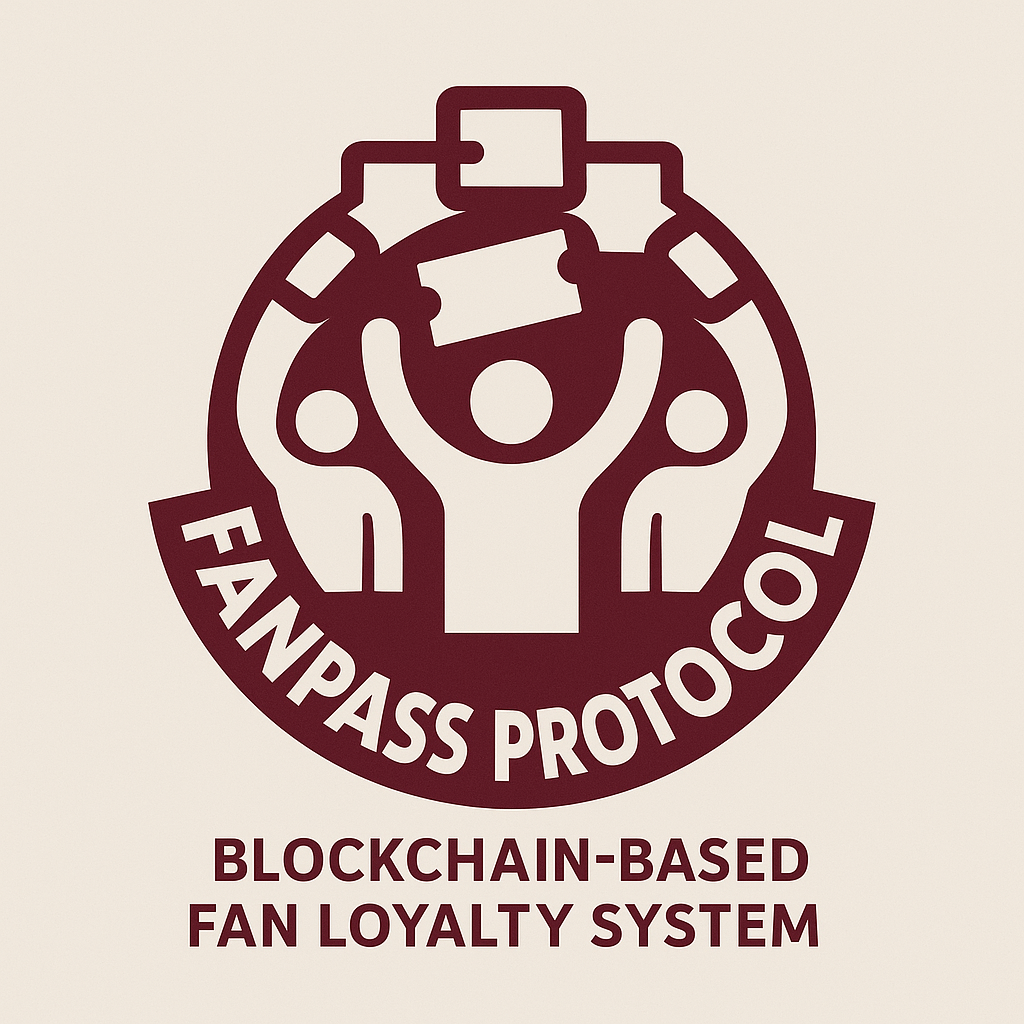 FANPASS PROTOCOL
BLOCKCHAIN-BASED
FAN LOYALTY SYSTEM